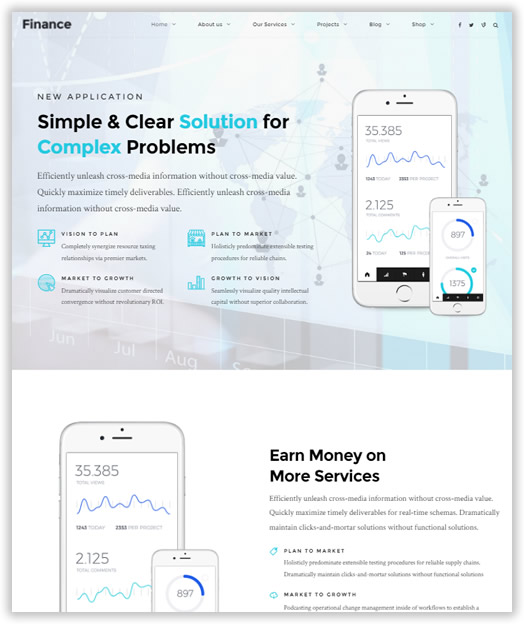 Finance
Home
About us
Our Services
Projects
Blog
Shop
NEW APPLICATION
Simple & Clear Solution for
Complex Problems
Efficiently unleash cross-media information without cross-media value.
Quickly maximize timely deliverables. Efficiently unleash cross-media
information without cross-media value.
VISION TO PLAN
Completely synergize resource taxing
relationships via premier markets.
PLAN TO MARKET
Holisticly predominate extensible testing
procedures for reliable chains.
MARKET TO GROWTH
Dramatically visualize customer directed
convergence without revolutionary ROI.
GROWTH TO VISION
Seamlessly visualize quality intellectual
capital without superior collaboration.
35.385
TOTAL VIEWS
1243 TODAY 2353 PER PROJECT
2.125
TOTAL COMMENTS
34 TODAY 125 PER PROJECT
897
1375
Jun
Jul
Aug
35.385
TOTAL VIEWS
1243 TODAY 2353 PER PROJECT
2.125
TOTAL COMMENTS
897
Earn Money on
More Services
Efficiently unleash cross-media information without cross-media value.
Quickly maximize timely deliverables for real-time schemas. Dramatically
maintain clicks-and-mortar solutions without functional solutions.
PLAN TO MARKET
Holisticly predominate extensible testing procedures for reliable supply chains.
Dramatically maintain clicks-and-mortar solutions without functional solutions
MARKET TO GROWTH
Podcasting operational change management inside of workflows to establish a